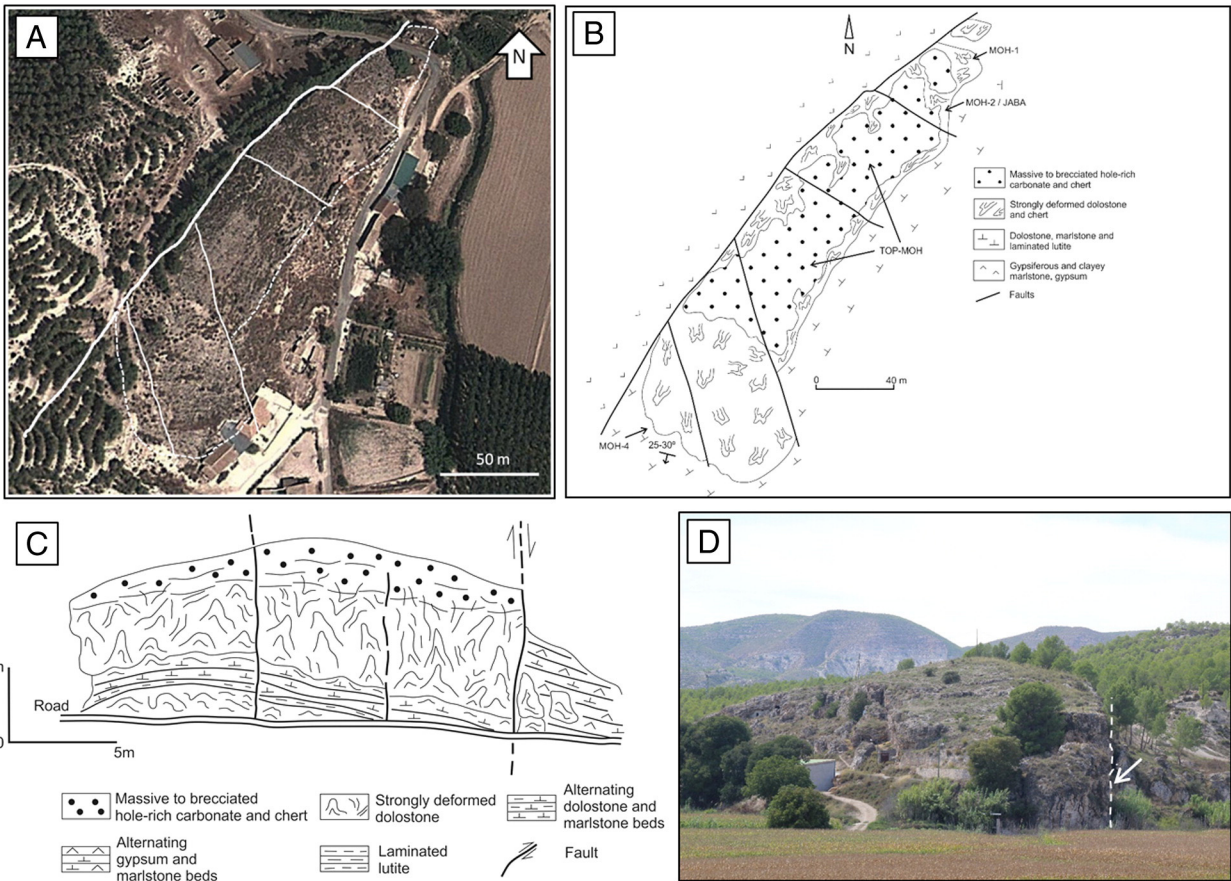 A
N
50 m
B
N
MOH-1
MOH-2 / JABA
TOP-MOH
MOH-4
25-30º
0
40 m
Massive to brecciated hole-rich
carbonate and chert
Strongly deformed dolostone
and chert
Dolostone, marlstone and
laminated lutite
Gypsiferous and clayey
marlstone, gypsum
Faults
C
Road
5m
Massive to brecciated
hole-rich carbonate and chert
Strongly deformed
dolostone
Alternating
dolostone and
marlstone beds
Alternating
gypsum and
marlstone beds
Laminated
lutite
Fault
D